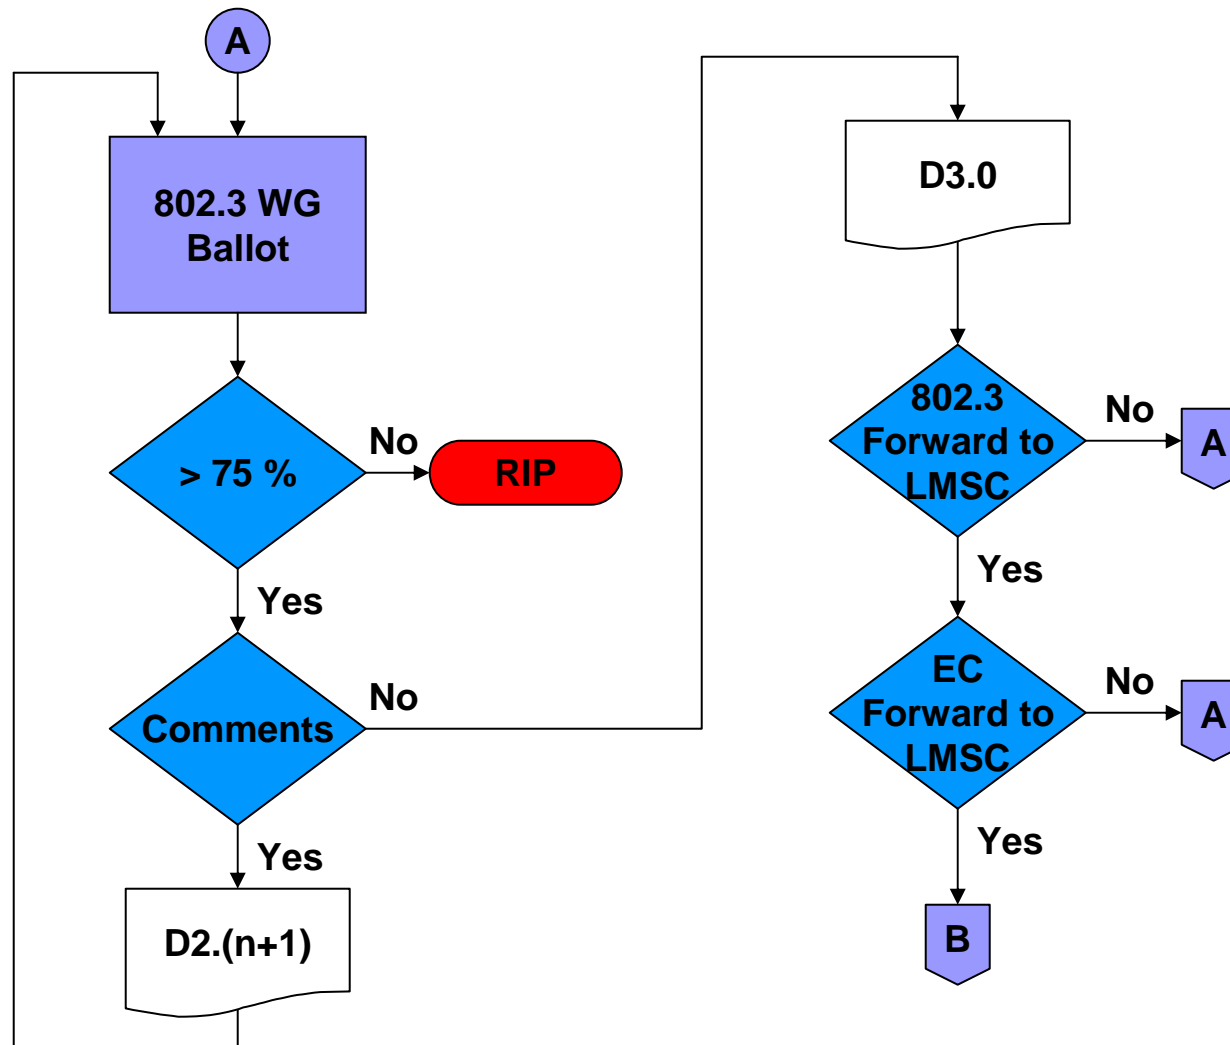 A
802.3 WG
Ballot
> 75 %
No
RIP
Yes
Comments
No
Yes
D2.(n+1)
D3.0
802.3
Forward to
LMSC
No
A
Yes
EC
Forward to
LMSC
No
A
Yes
B